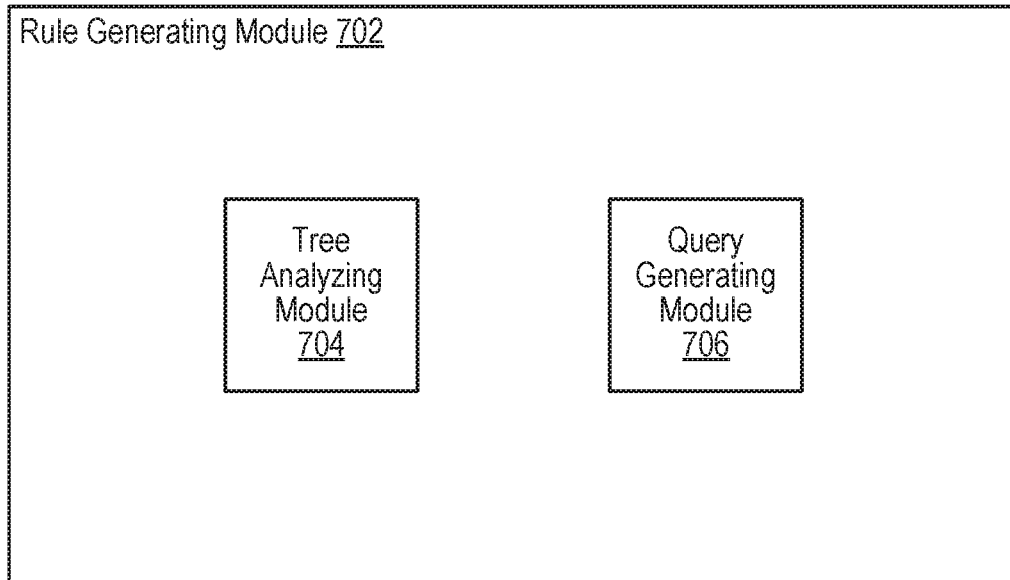 Rule Generating Module 702
Tree
Analyzing
Module
704
Query
Generating
Module
706